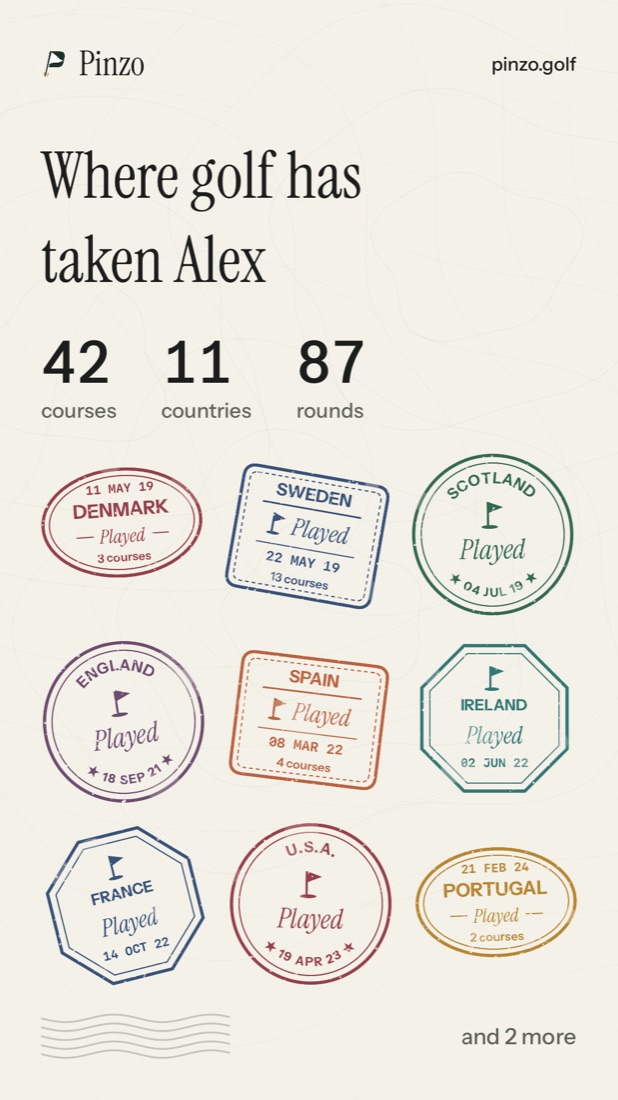 Pinzo
pinzo.golf
Where golf has
taken Alex
42 11 87
courses countries rounds
11 MAY 19
DENMARK
— Played —
3 courses
SWEDEN
Played
22 MAY 19
13 courses
SCOTLAND
Played
★ 04 JUL 19 ★
ENGLAND
Played
★ 18 SEP 21 ★
SPAIN
Played
08 MAR 22
4 courses
IRELAND
Played
02 JUN 22
FRANCE
Played
14 OCT 22
U.S.A.
Played
★ 19 APR 23 ★
21 FEB 24
PORTUGAL
— Played —
2 courses
and 2 more